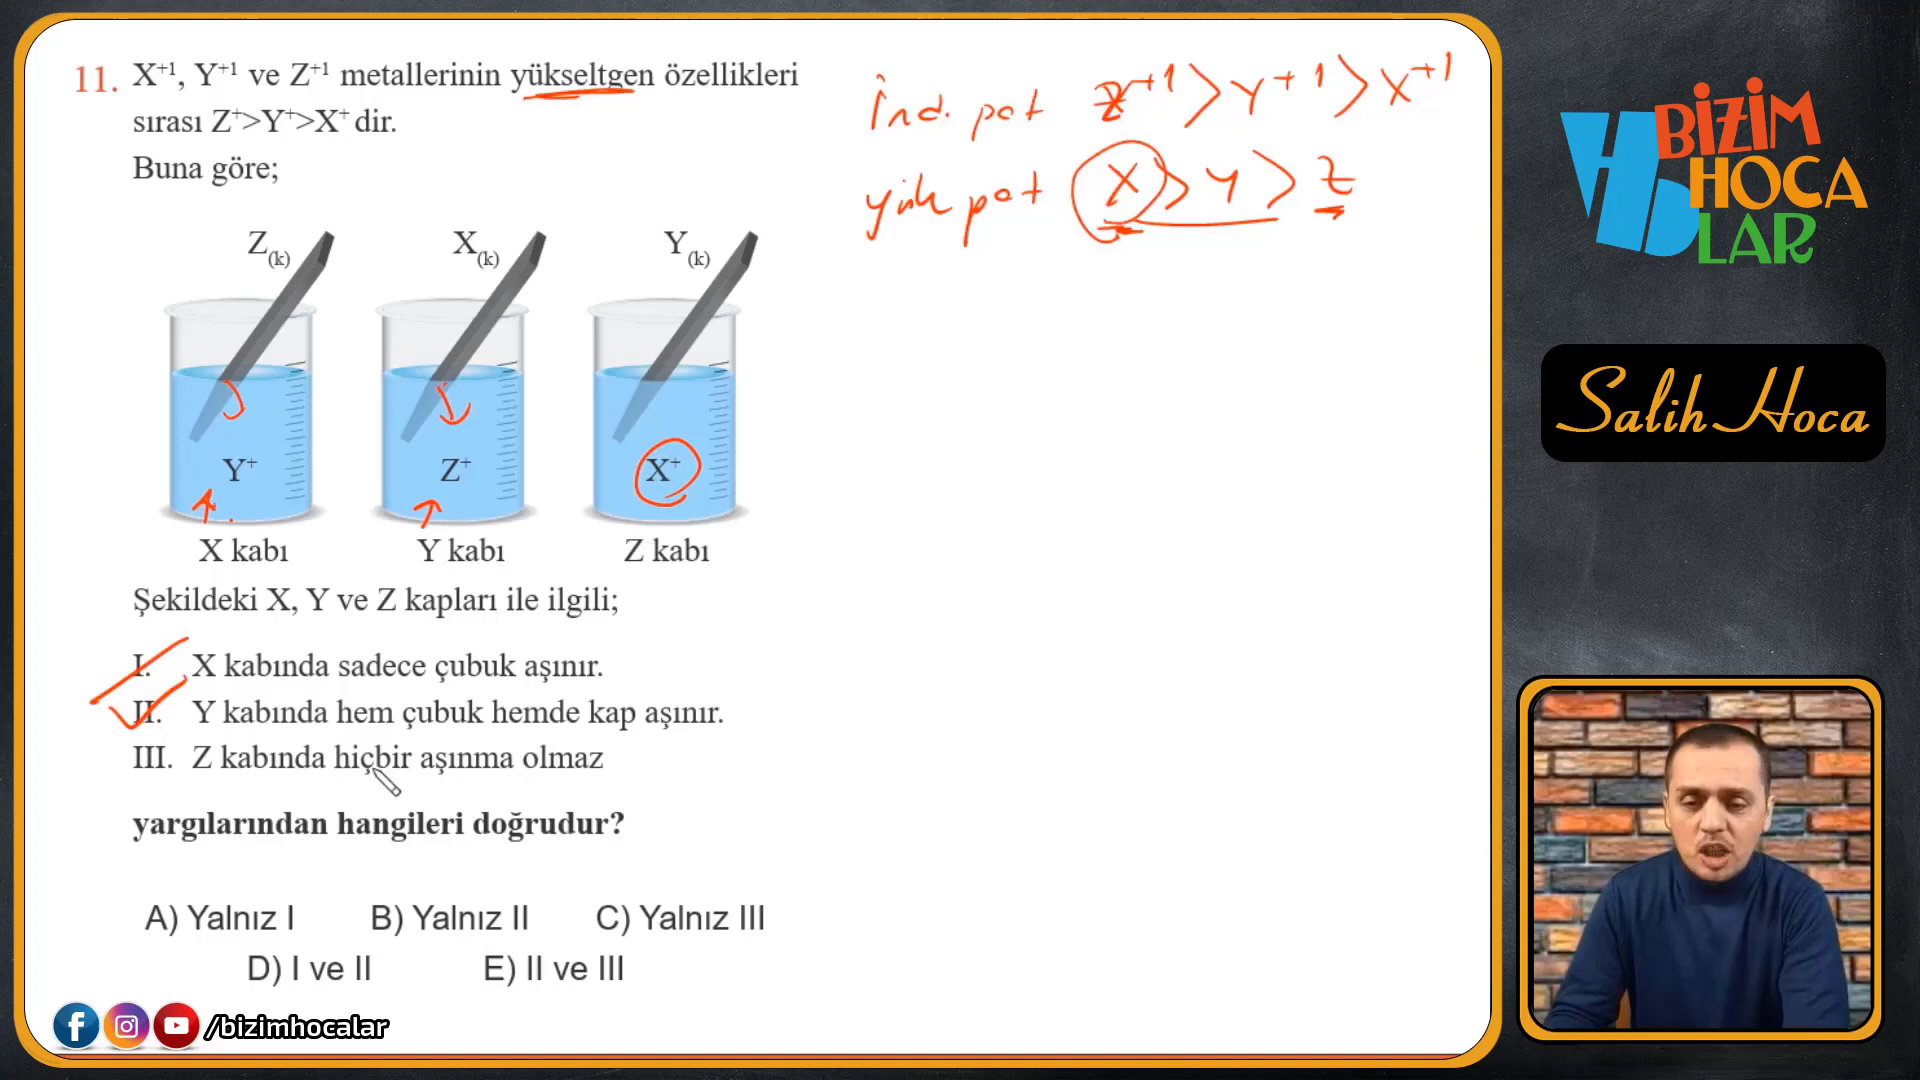 11. X⁺¹, Y⁺¹ ve Z⁺¹ metallerinin yükseltgen özellikleri
sırası Z⁺>Y⁺>X⁺ dir.
Buna göre;
İnd. pot Z⁺¹ > Y⁺¹ > X⁺¹
yük pot X > Y > Z
Z(k) X(k) Y(k)
Y⁺ Z⁺ X⁺
X kabı Y kabı Z kabı
Şekildeki X, Y ve Z kapları ile ilgili;
I. X kabında sadece çubuk aşınır.
II. Y kabında hem çubuk hemde kap aşınır.
III. Z kabında hiçbir aşınma olmaz
yargılarından hangileri doğrudur?
A) Yalnız I B) Yalnız II C) Yalnız III
D) I ve II E) II ve III
/bizimhocalar
BİZİM
HOCA
LAR
Salih Hoca